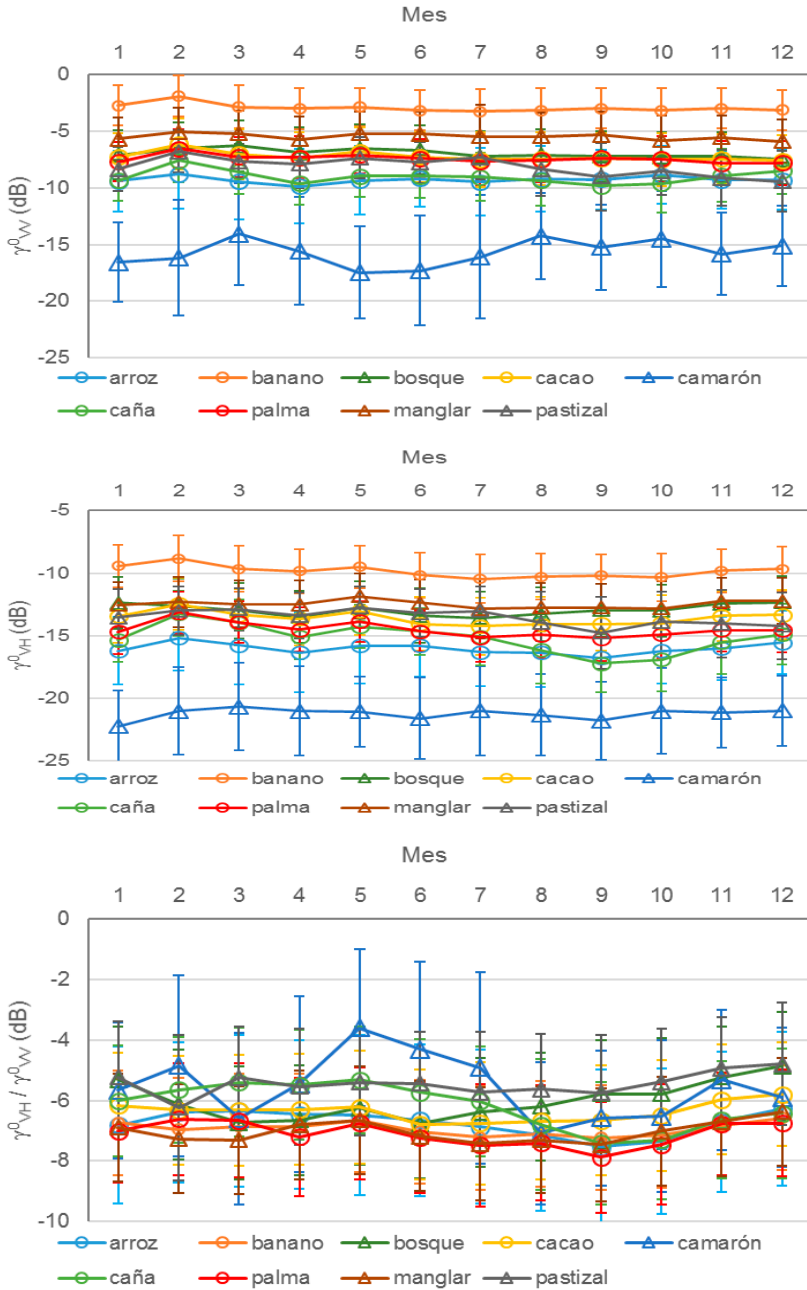 Mes
1 2 3 4 5 6 7 8 9 10 11 12
0
-5
-10
-15
-20
-25
γ⁰VV (dB)
arroz banano bosque cacao camarón
caña palma manglar pastizal
Mes
1 2 3 4 5 6 7 8 9 10 11 12
-5
-10
-15
-20
-25
γ⁰VH (dB)
arroz banano bosque cacao camarón
caña palma manglar pastizal
Mes
1 2 3 4 5 6 7 8 9 10 11 12
0
-2
-4
-6
-8
-10
γ⁰VH / γ⁰VV (dB)
arroz banano bosque cacao camarón
caña palma manglar pastizal